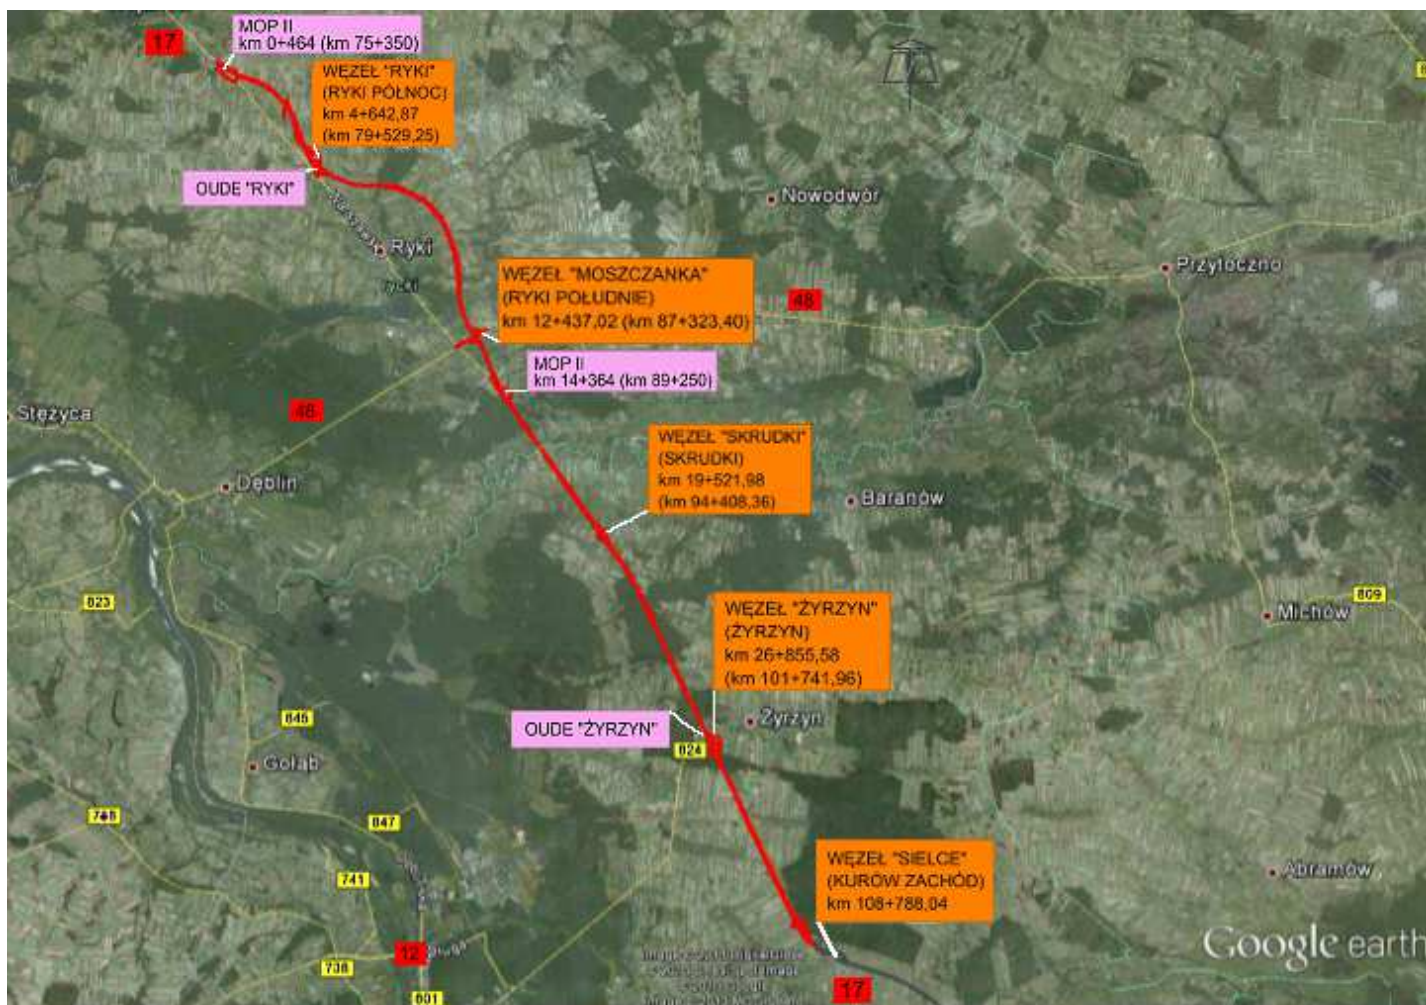 17
MOP II
km 0+464 (km 75+350)
WĘZEŁ "RYKI"
(RYKI PÓŁNOC)
km 4+642,87
(km 79+529,25)
OUDE "RYKI"
Nowodwór
Ryki
rycki
Przytoczno
WĘZEŁ "MOSZCZANKA"
(RYKI POŁUDNIE)
km 12+437,02 (km 87+323,40)
48
MOP II
km 14+364 (km 89+250)
48
Stężyca
WĘZEŁ "SKRUDKI"
(SKRUDKI)
km 19+521,98
(km 94+408,36)
Dęblin
Baranów
823
809
Michów
WĘZEŁ "ŻYRZYN"
(ŻYRZYN)
km 26+855,58
(km 101+741,96)
845
OUDE "ŻYRZYN"
Żyrzyn
824
Gołąb
847
741
WĘZEŁ "SIELCE"
(KURÓW ZACHÓD)
km 108+788,04
Abramów
12
738
801
17
Google earth